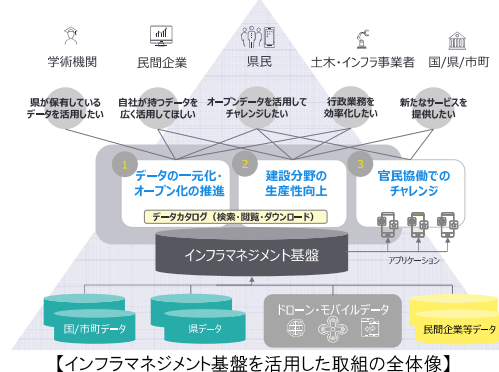 学術機関
民間企業
県民
土木・インフラ事業者
国/県/市町
県が保有している
データを活用したい
自社が持つデータを
広く活用してほしい
オープンデータを活用して
チャレンジしたい
行政業務を
効率化したい
新たなサービスを
提供したい
1
データの一元化・
オープン化の推進
2
建設分野の
生産性向上
3
官民協働での
チャレンジ
データカタログ（検索・閲覧・ダウンロード）
インフラマネジメント基盤
アプリケーション
国/市町データ
県データ
ドローン・モバイルデータ
民間企業等データ
【インフラマネジメント基盤を活用した取組の全体像】